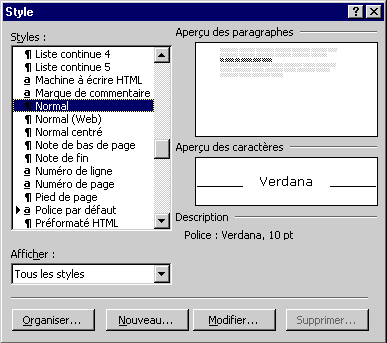 Style
Styles :
Liste continue 4
Liste continue 5
Machine à écrire HTML
Marque de commentaire
Normal
Normal (Web)
Normal centré
Note de bas de page
Note de fin
Numéro de ligne
Numéro de page
Pied de page
Police par défaut
Préformaté HTML
Afficher :
Tous les styles
Aperçu des paragraphes
Aperçu des caractères
Verdana
Description
Police : Verdana, 10 pt
Organiser... Nouveau... Modifier... Supprimer...